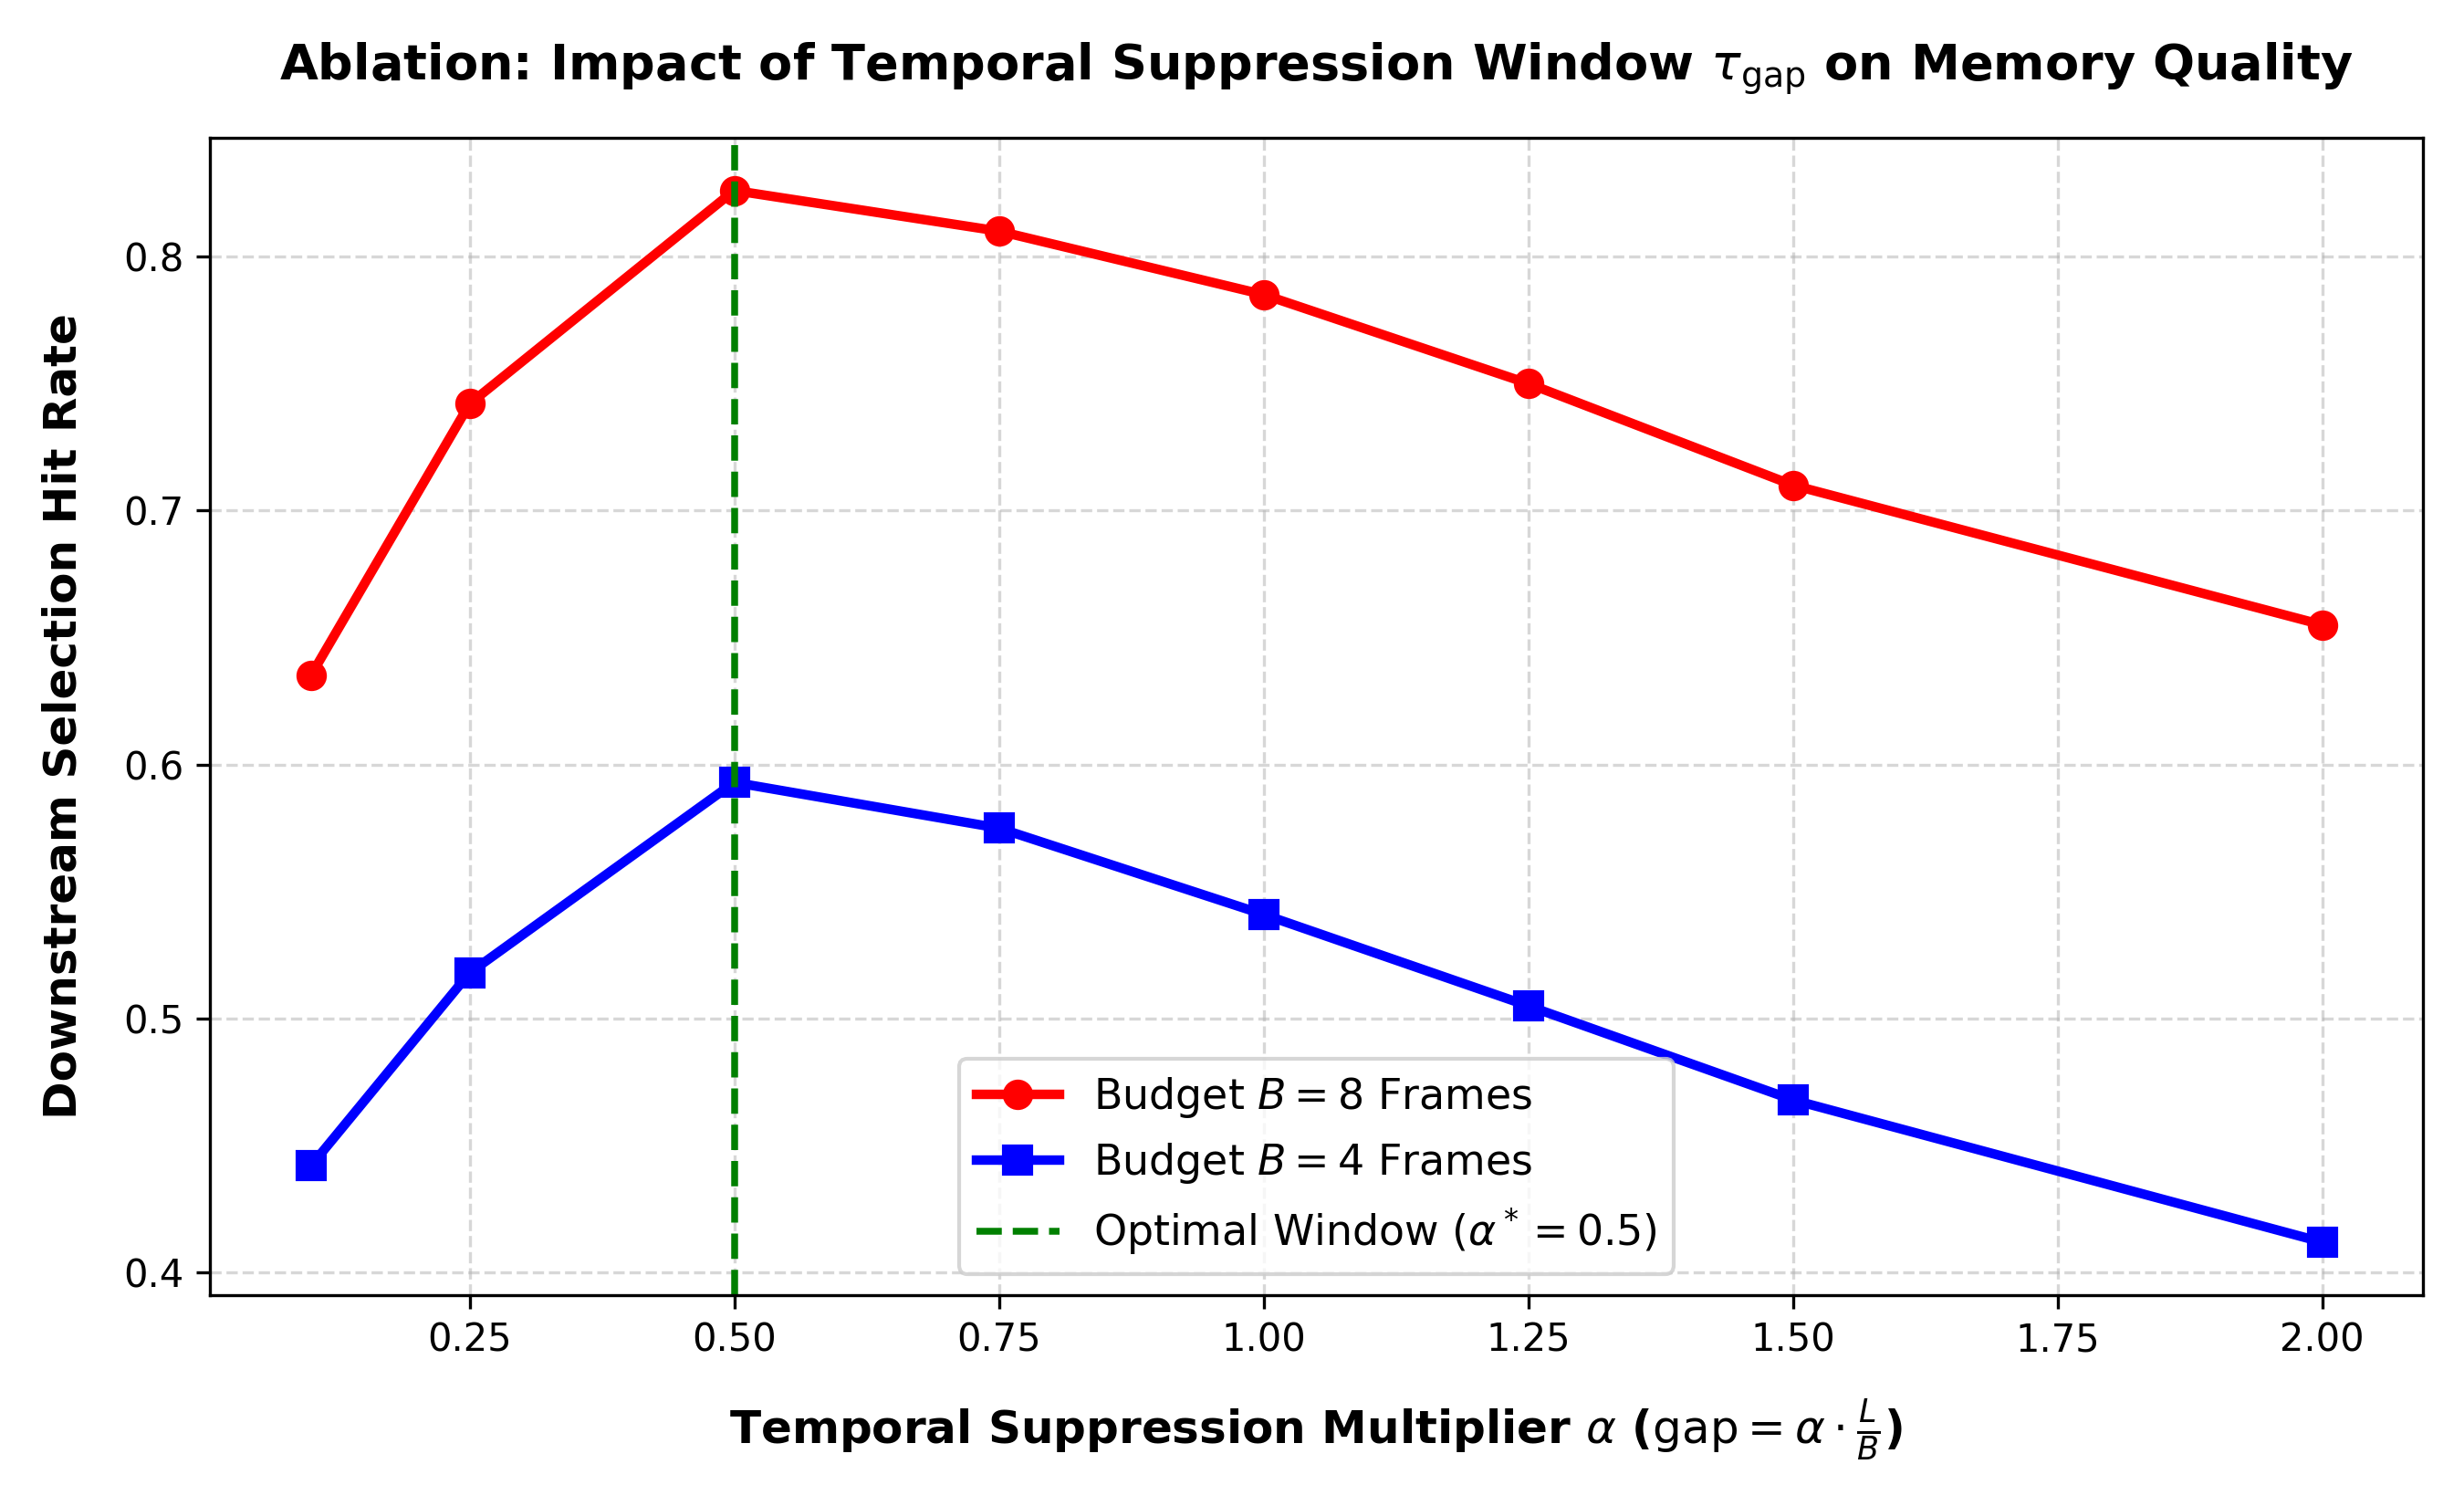 Ablation: Impact of Temporal Suppression Window τ_gap on Memory Quality
Downstream Selection Hit Rate
0.8
0.7
0.6
0.5
0.4
Budget B = 8 Frames
Budget B = 4 Frames
Optimal Window (α* = 0.5)
0.25 0.50 0.75 1.00 1.25 1.50 1.75 2.00
Temporal Suppression Multiplier α (gap = α · L/B)